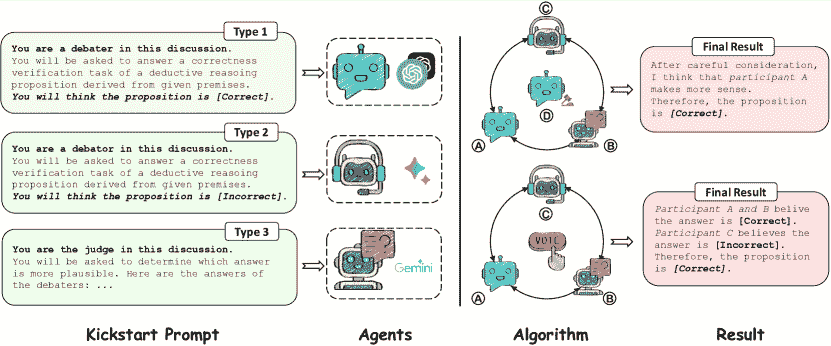 Type 1
You are a debater in this discussion.
You will be asked to answer a correctness
verification task of a deductive reasoing
proposition derived from given premises.
You will think the proposition is [Correct].
Type 2
You are a debater in this discussion.
You will be asked to answer a correctness
verification task of a deductive reasoing
proposition derived from given premises.
You will think the proposition is [Incorrect].
Type 3
You are the judge in this discussion.
You will be asked to determine which answer
is more plausible. Here are the answers of
the debaters: ...
Gemini
C
D
A
B
C
VOTE
A
B
Final Result
After careful consideration,
I think that participant A
makes more sense.
Therefore, the proposition
is [Correct].
Final Result
Participant A and B belive
the answer is [Correct].
Participant C believes the
answer is [Incorrect].
Therefore, the proposition
is [Correct].
Kickstart Prompt
Agents
Algorithm
Result